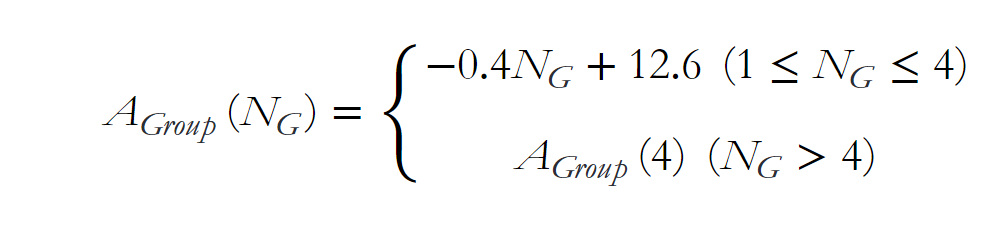 A_{Group}(N_G) = { −0.4N_G + 12.6 (1 ≤ N_G ≤ 4)
A_{Group}(4) (N_G > 4)